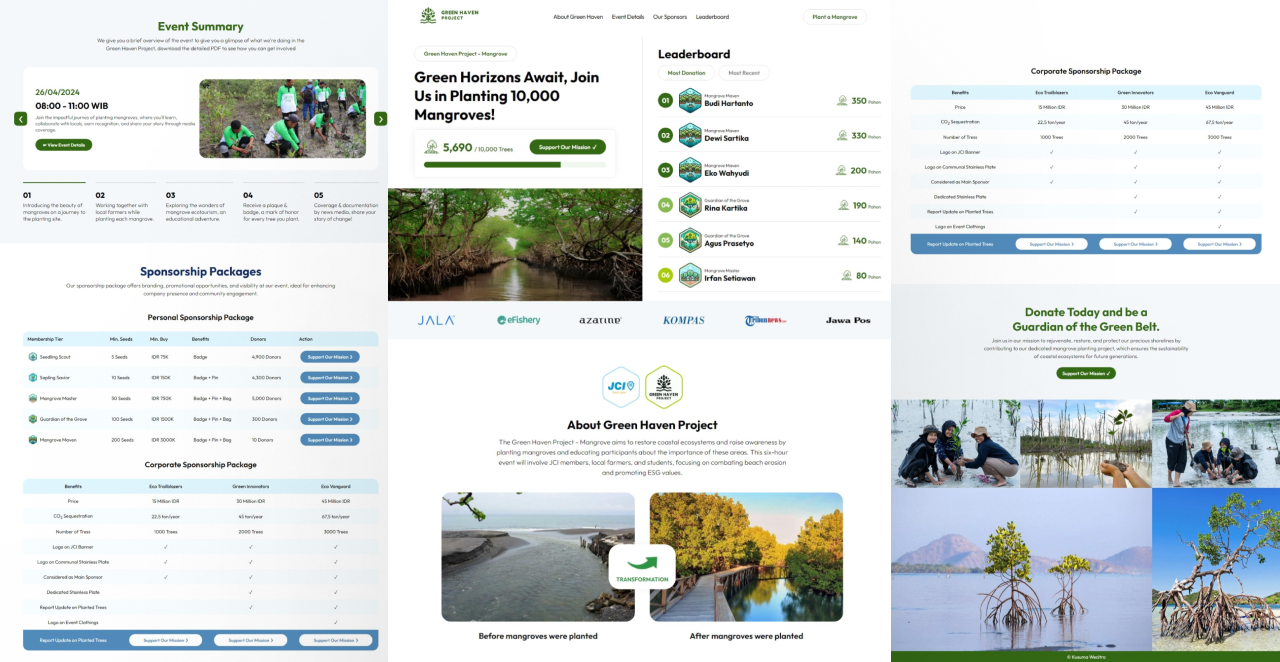 Event Summary
We give you a brief overview of the event to give you a glimpse of what we're doing in the
Green Haven Project, download the detailed PDF to see how you can get involved
26/04/2024
08:00 - 11:00 WIB
Join the impactful journey of planting mangroves, where you'll learn,
collaborate with locals, earn recognition, and share your story through media
coverage.
View Event Details
01
Introducing the beauty of
mangroves on a journey to
the planting site.
02
Working together with
local farmers while
planting each mangrove.
03
Exploring the wonders of
mangrove ecotourism, an
educational adventure.
04
Receive a plaque &
badge, a mark of honor
for every tree you plant.
05
Coverage & documentation
by news media, share your
story of change!
Sponsorship Packages
Our sponsorship package offers branding, promotional opportunities, and visibility at our event, ideal for enhancing
company presence and community engagement.
Personal Sponsorship Package
Membership Tier Min. Seeds Min. Buy Benefits Donors Action
Seedling Scout 5 Seeds IDR 75K Badge 4,900 Donors Support Our Mission
Sapling Savior 10 Seeds IDR 150K Badge + Pin 6,300 Donors Support Our Mission
Mangrove Master 50 Seeds IDR 750K Badge + Pin + Bag 5,000 Donors Support Our Mission
Guardian of the Grove 100 Seeds IDR 1500K Badge + Pin + Bag 300 Donors Support Our Mission
Mangrove Maven 200 Seeds IDR 3000K Badge + Pin + Bag 10 Donors Support Our Mission
Corporate Sponsorship Package
Benefits Eco Trailblazers Green Innovators Eco Vanguard
Price 15 Million IDR 30 Million IDR 45 Million IDR
CO₂ Sequestration 22,5 ton/year 45 ton/year 67,5 ton/year
Number of Trees 1000 Trees 2000 Trees 3000 Trees
Logo on JCI Banner ✓ ✓ ✓
Logo on Communal Stainless Plate ✓ ✓ ✓
Considered as Main Sponsor ✓ ✓ ✓
Dedicated Stainless Plate ✓ ✓
Report Update on Planted Trees ✓ ✓
Logo on Event Clothings ✓
Report Update on Planted Trees Support Our Mission Support Our Mission Support Our Mission
GREEN HAVEN
PROJECT
About Green Haven Event Details Our Sponsors Leaderboard
Plant a Mangrove
Green Haven Project - Mangrove
Green Horizons Await, Join
Us in Planting 10,000
Mangroves!
5,690 / 10,000 Trees
Support Our Mission ✓
Leaderboard
Most Donation Most Recent
01 Mangrove Maven
Budi Hartanto 350 Pohon
02 Mangrove Maven
Dewi Sartika 330 Pohon
03 Mangrove Maven
Eko Wahyudi 200 Pohon
04 Guardian of the Grove
Rina Kartika 190 Pohon
05 Guardian of the Grove
Agus Prasetyo 140 Pohon
06 Mangrove Master
Irfan Setiawan 80 Pohon
JALA
eFishery
azarine
KOMPAS
Jawa Pos
JCI
GREEN HAVEN
PROJECT
About Green Haven Project
The Green Haven Project - Mangrove aims to restore coastal ecosystems and raise awareness by
planting mangroves and educating participants about the importance of these areas. This six-hour
event will involve JCI members, local farmers, and students, focusing on combating beach erosion
and promoting ESG values.
TRANSFORMATION
Before mangroves were planted
After mangroves were planted
Corporate Sponsorship Package
Benefits Eco Trailblazers Green Innovators Eco Vanguard
Price 15 Million IDR 30 Million IDR 45 Million IDR
CO₂ Sequestration 22,5 ton/year 45 ton/year 67,5 ton/year
Number of Trees 1000 Trees 2000 Trees 3000 Trees
Logo on JCI Banner ✓ ✓ ✓
Logo on Communal Stainless Plate ✓ ✓ ✓
Considered as Main Sponsor ✓ ✓ ✓
Dedicated Stainless Plate ✓ ✓
Report Update on Planted Trees ✓ ✓
Logo on Event Clothings ✓
Report Update on Planted Trees Support Our Mission Support Our Mission Support Our Mission
Donate Today and be a
Guardian of the Green Belt.
Join us in our mission to rejuvenate, restore, and protect our precious shorelines by
contributing to our dedicated mangrove planting project, which ensures the sustainability
of coastal ecosystems for future generations.
Support Our Mission ✓